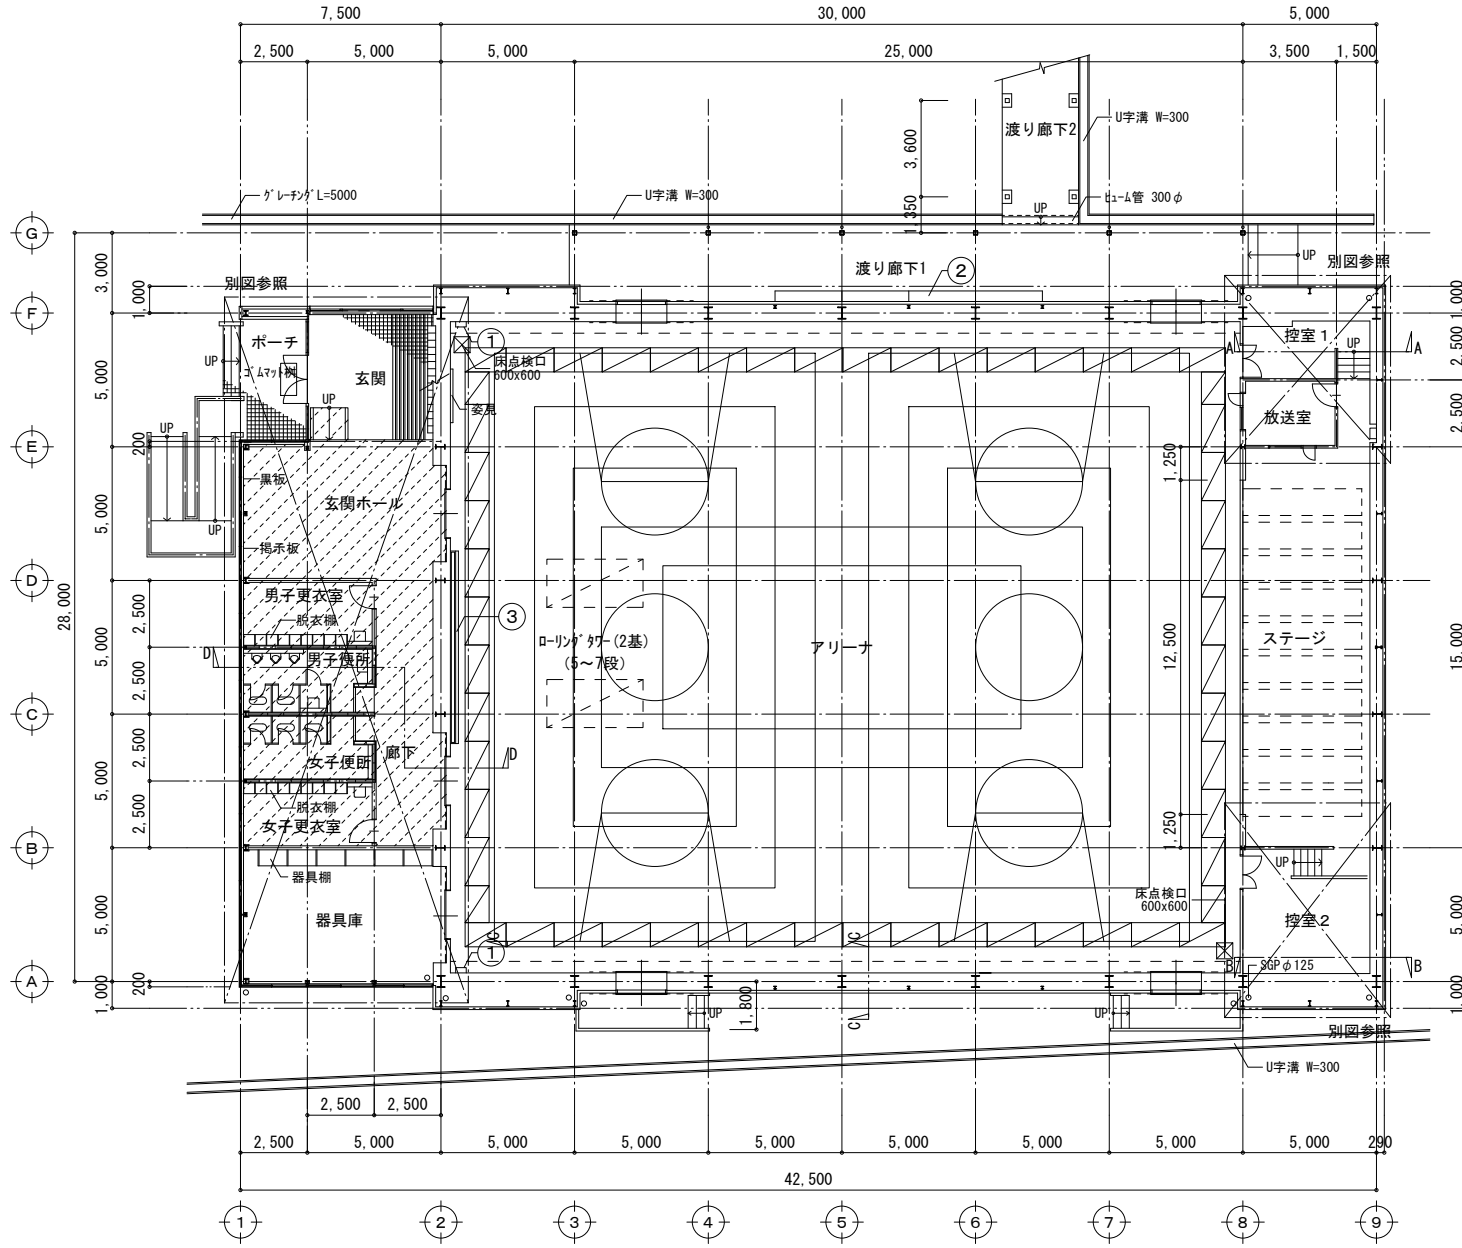 7,500
30,000
5,000
2,500
5,000
5,000
25,000
3,500
1,500
渡り廊下2
U字溝 W=300
3,600
1,350
グレーチング L=5000
U字溝 W=300
UP
ヒューム管 300φ
G
渡り廊下1
②
UP
別図参照
別図参照
3,000
1,000
F
1,000
ポーチ
①
控室1
UP
ゴムマット桝
玄関
床点検口
600x600
A
UP
A
2,500
5,000
姿見
UP
放送室
2,500
UP
E
200
黒板
玄関ホール
1,250
5,000
UP
掲示板
D
28,000
男子更衣室
脱衣棚
2,500
③
ローリングタワー(2基)
(5～7段)
アリーナ
12,500
ステージ
15,000
5,000
D
男子便所
2,500
C
廊下
D
女子便所
2,500
5,000
脱衣棚
2,500
女子更衣室
1,250
B
UP
器具棚
床点検口
600x600
器具庫
5,000
控室2
5,000
C
C
①
A
B
SGPφ125
B
200
1,000
1,800
UP
UP
C
1,000
別図参照
U字溝 W=300
2,500
2,500
2,500
5,000
5,000
5,000
5,000
5,000
5,000
5,000
5,000
290
42,500
1
2
3
4
5
6
7
8
9